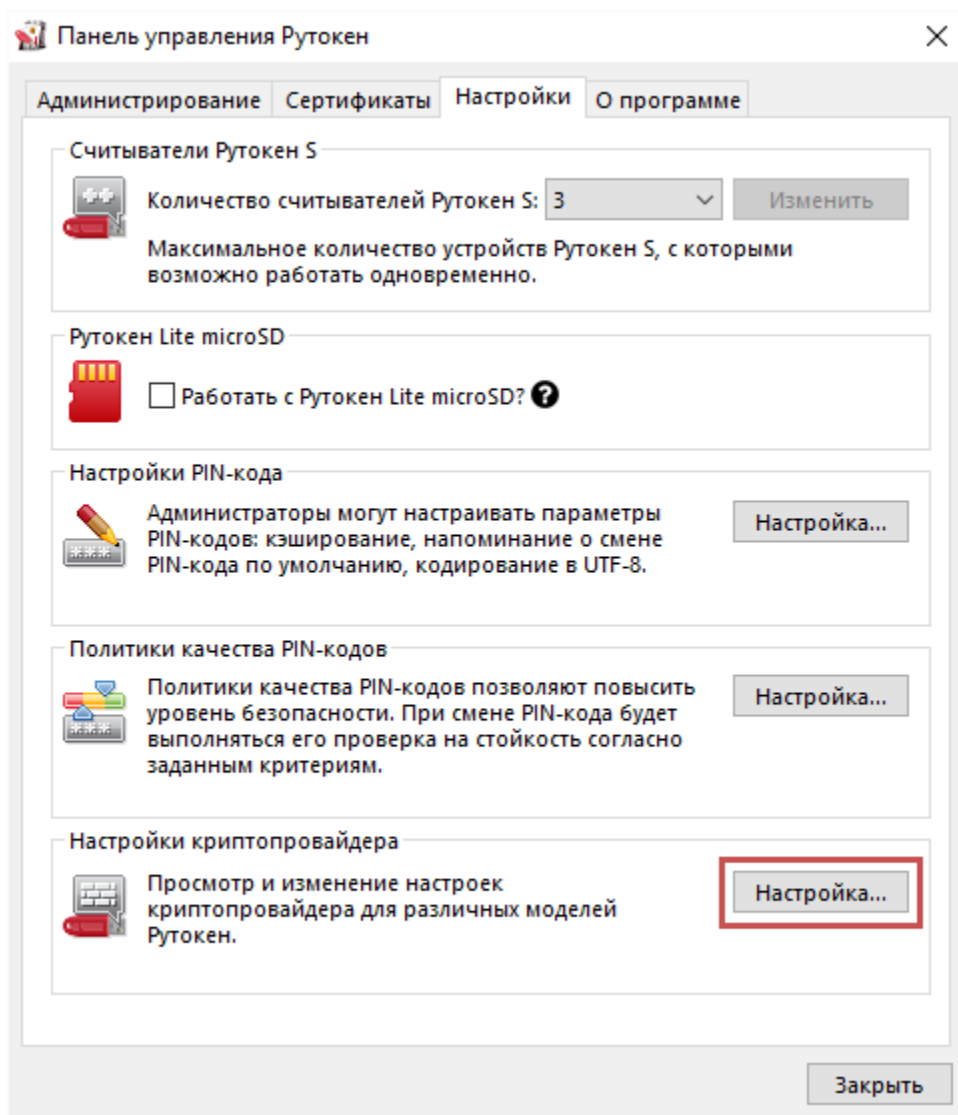 Панель управления Рутокен
Администрирование Сертификаты Настройки О программе
Считыватели Рутокен S
Количество считывателей Рутокен S: 3 Изменить
Максимальное количество устройств Рутокен S, с которыми
возможно работать одновременно.
Рутокен Lite microSD
Работать с Рутокен Lite microSD? ?
Настройки PIN-кода
Администраторы могут настраивать параметры
PIN-кодов: кэширование, напоминание о смене
PIN-кода по умолчанию, кодирование в UTF-8.
Настройка...
Политики качества PIN-кодов
Политики качества PIN-кодов позволяют повысить
уровень безопасности. При смене PIN-кода будет
выполняться его проверка на стойкость согласно
заданным критериям.
Настройка...
Настройки криптопровайдера
Просмотр и изменение настроек
криптопровайдера для различных моделей
Рутокен.
Настройка...
Закрыть